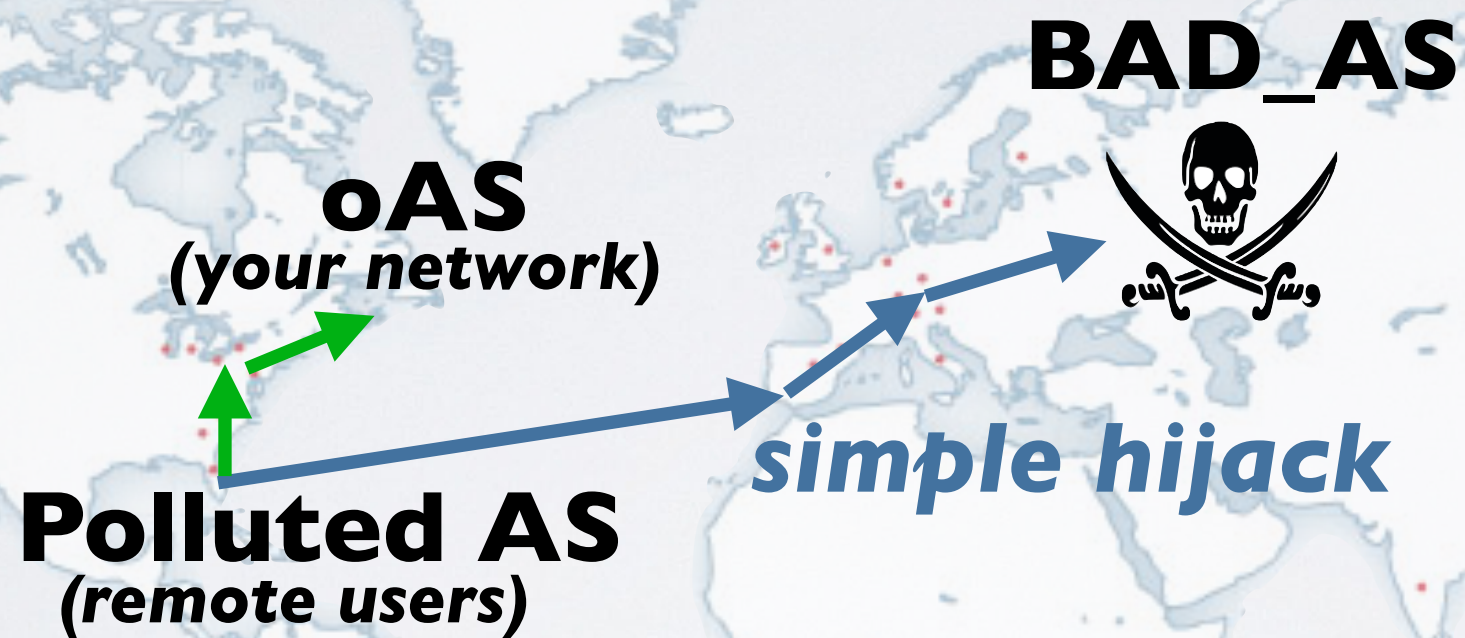 BAD_AS
oAS
(your network)
simple hijack
Polluted AS
(remote users)